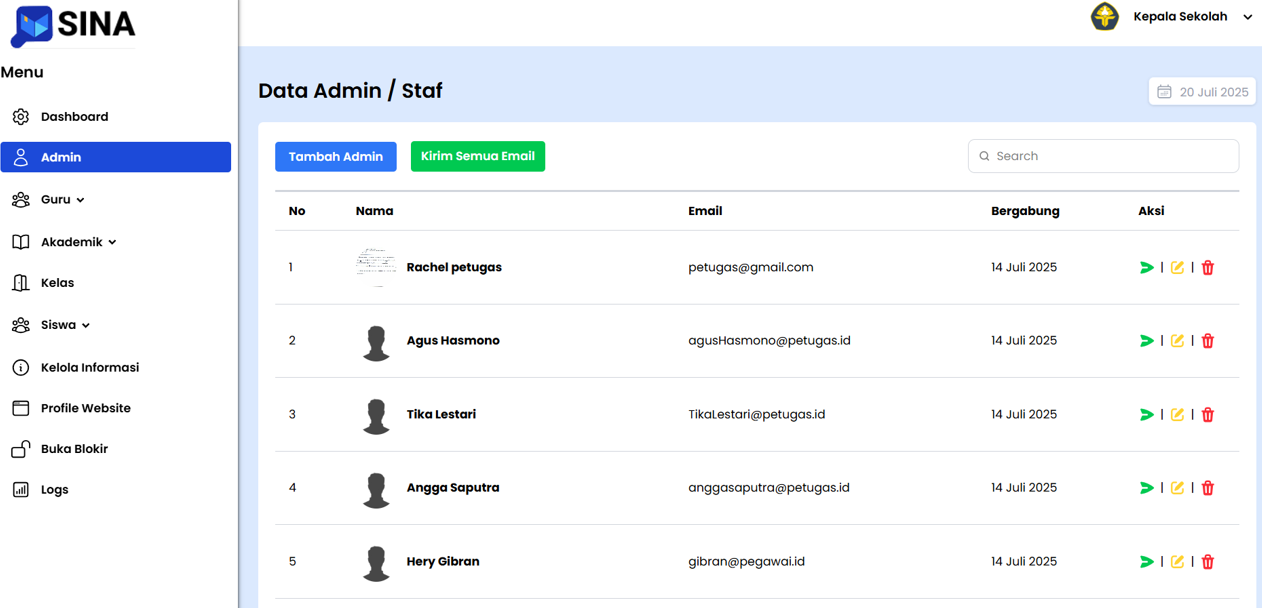 SINA
Kepala Sekolah
Menu
Dashboard
Admin
Guru
Akademik
Kelas
Siswa
Kelola Informasi
Profile Website
Buka Blokir
Logs
Data Admin / Staf
20 Juli 2025
Tambah Admin
Kirim Semua Email
Search
No Nama Email Bergabung Aksi
1 Rachel petugas petugas@gmail.com 14 Juli 2025 | |
2 Agus Hasmono agusHasmono@petugas.id 14 Juli 2025 | |
3 Tika Lestari TikaLestari@petugas.id 14 Juli 2025 | |
4 Angga Saputra anggasaputra@petugas.id 14 Juli 2025 | |
5 Hery Gibran gibran@pegawai.id 14 Juli 2025 | |